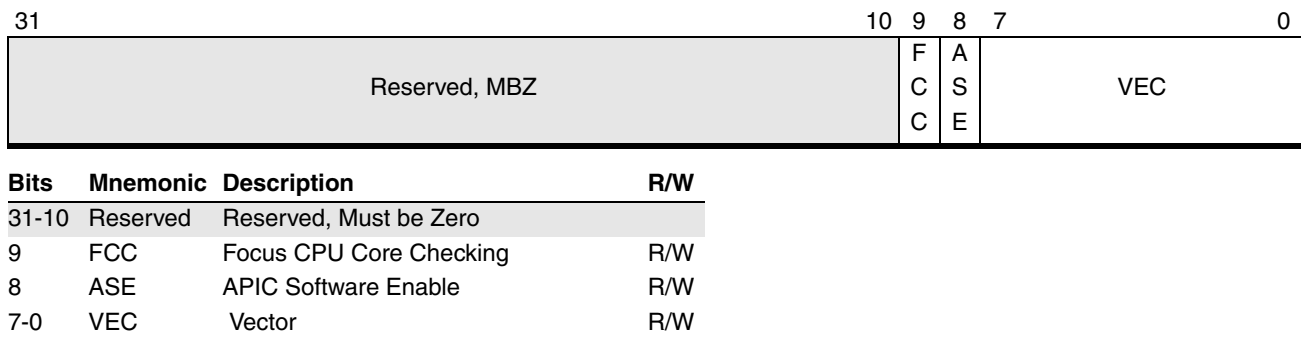 31 10 9 8 7 0
Reserved, MBZ
F
C
C
A
S
E
VEC
Bits Mnemonic Description R/W
31-10 Reserved Reserved, Must be Zero
9 FCC Focus CPU Core Checking R/W
8 ASE APIC Software Enable R/W
7-0 VEC Vector R/W